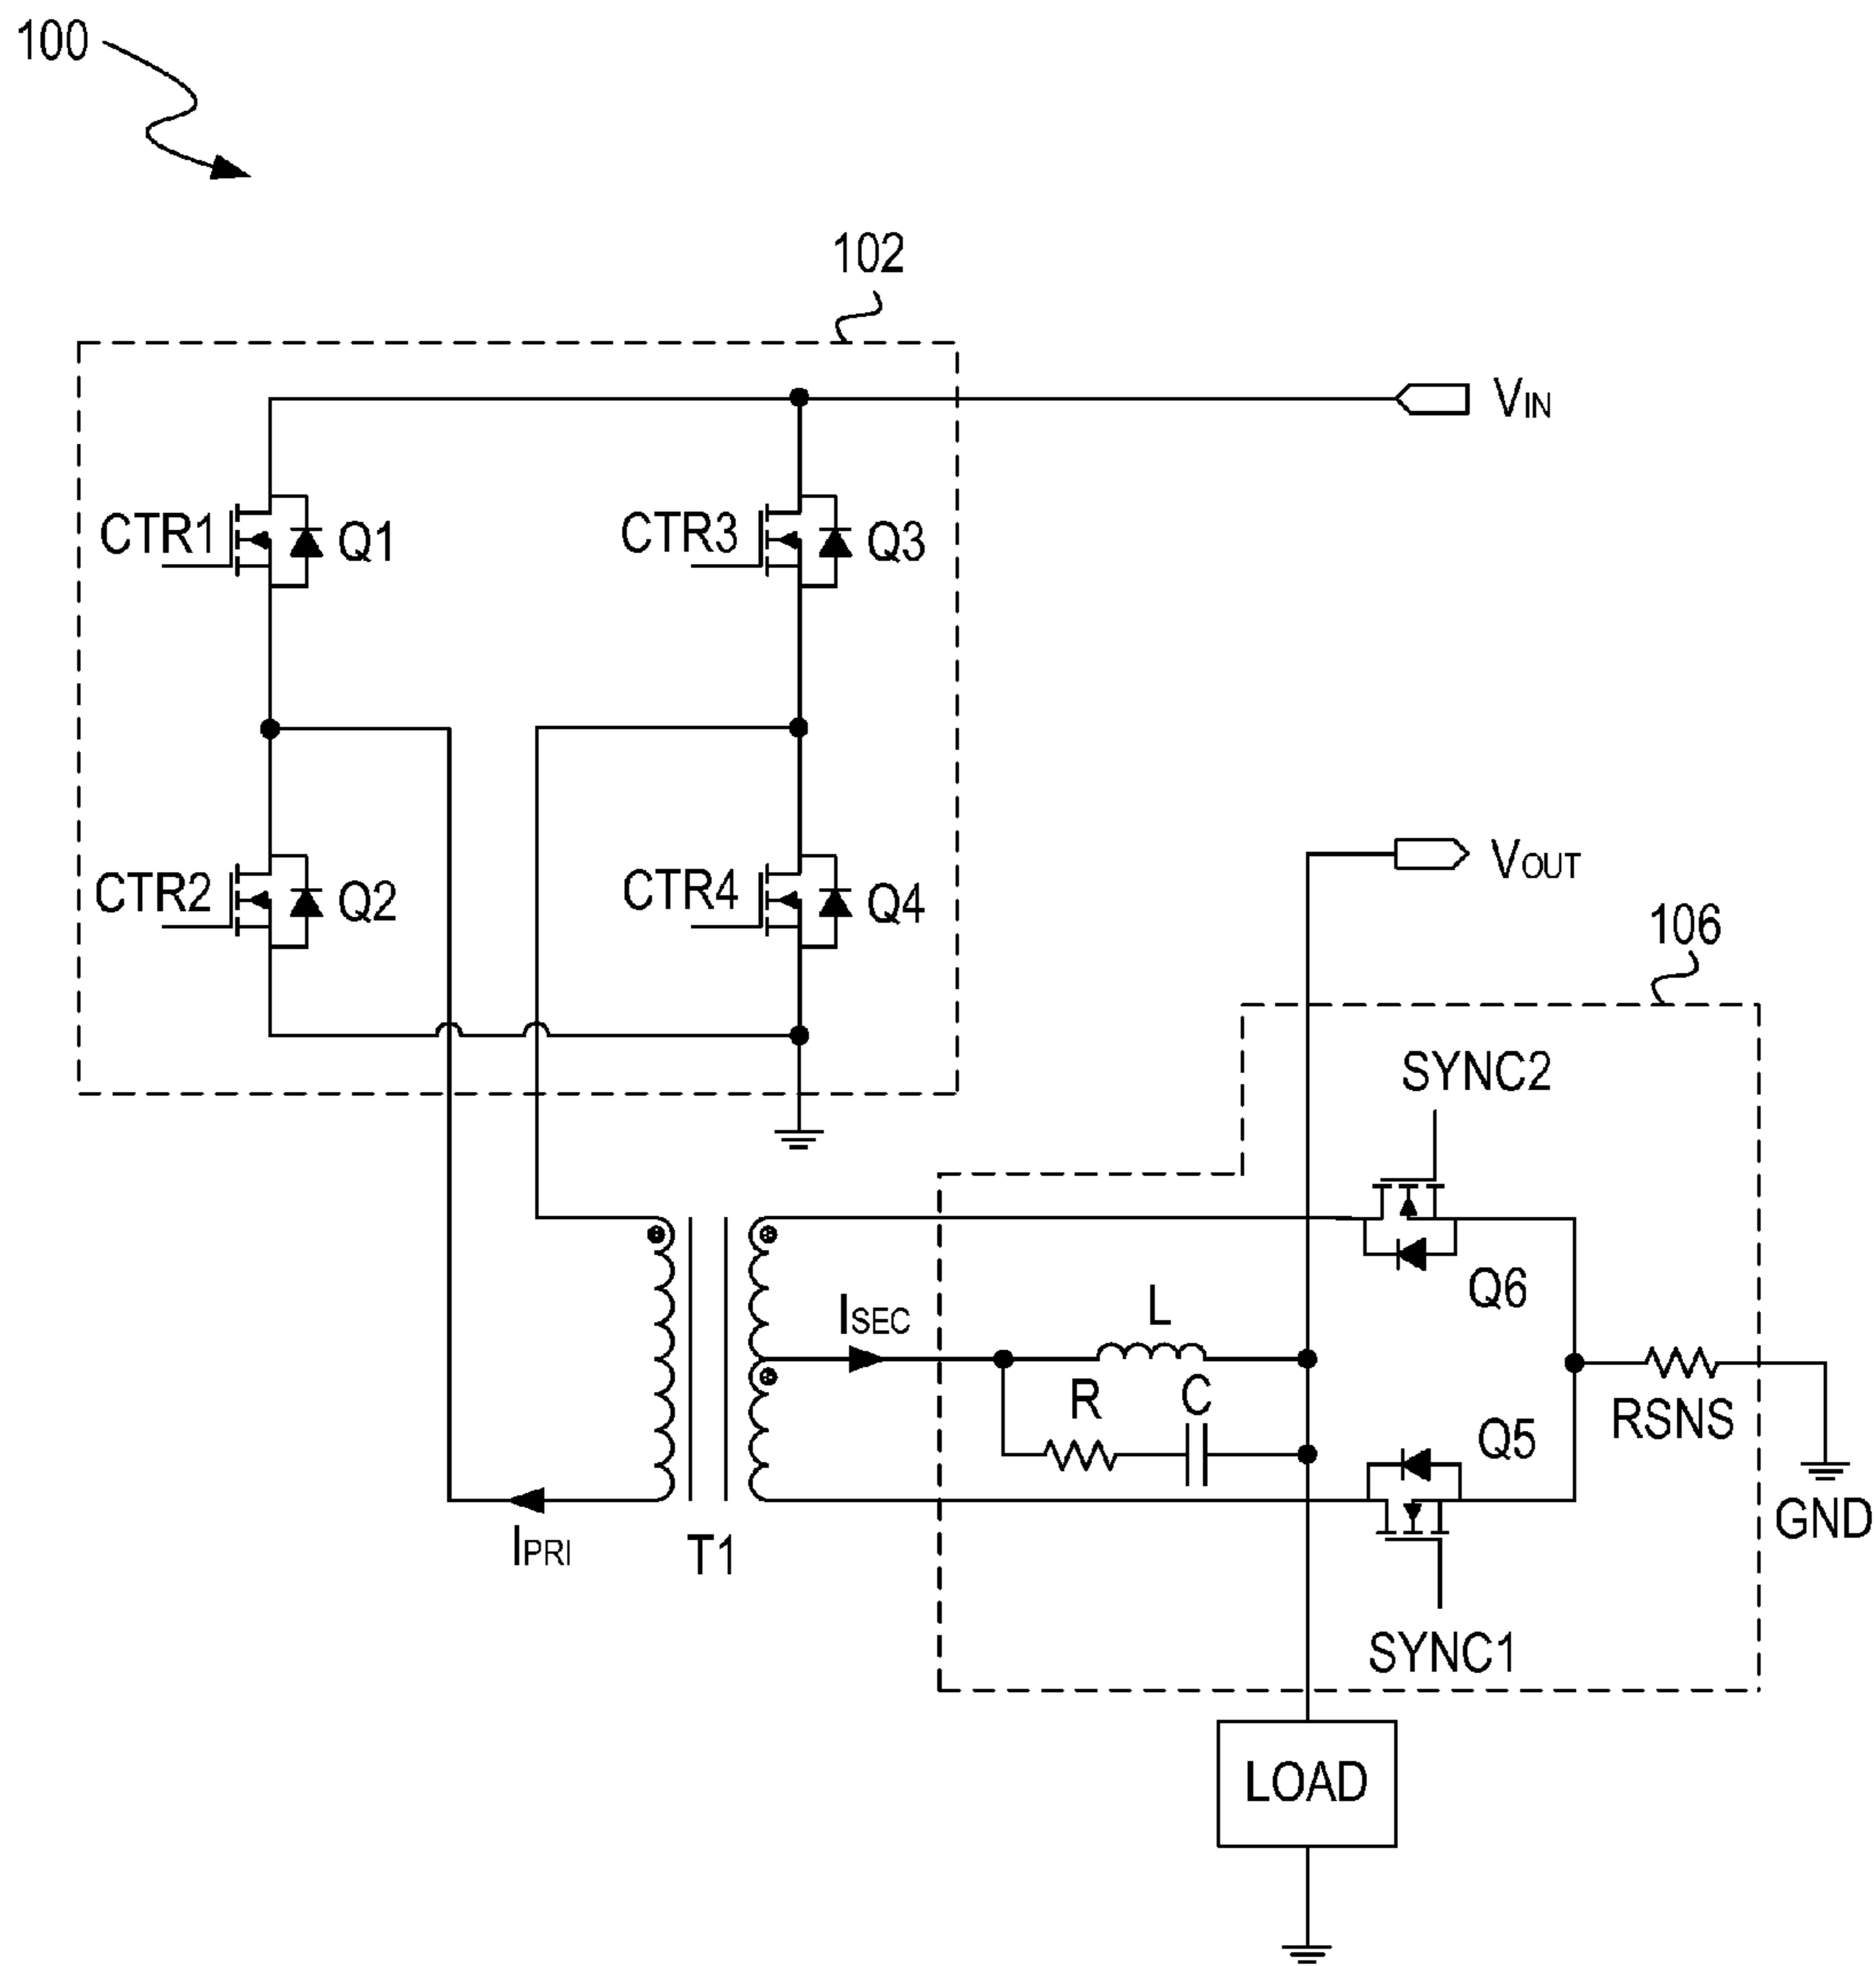 100
102
VIN
CTR1
Q1
CTR3
Q3
CTR2
Q2
CTR4
Q4
VOUT
106
SYNC2
Q6
ISEC
L
R
C
RSNS
Q5
GND
IPRI
T1
SYNC1
LOAD